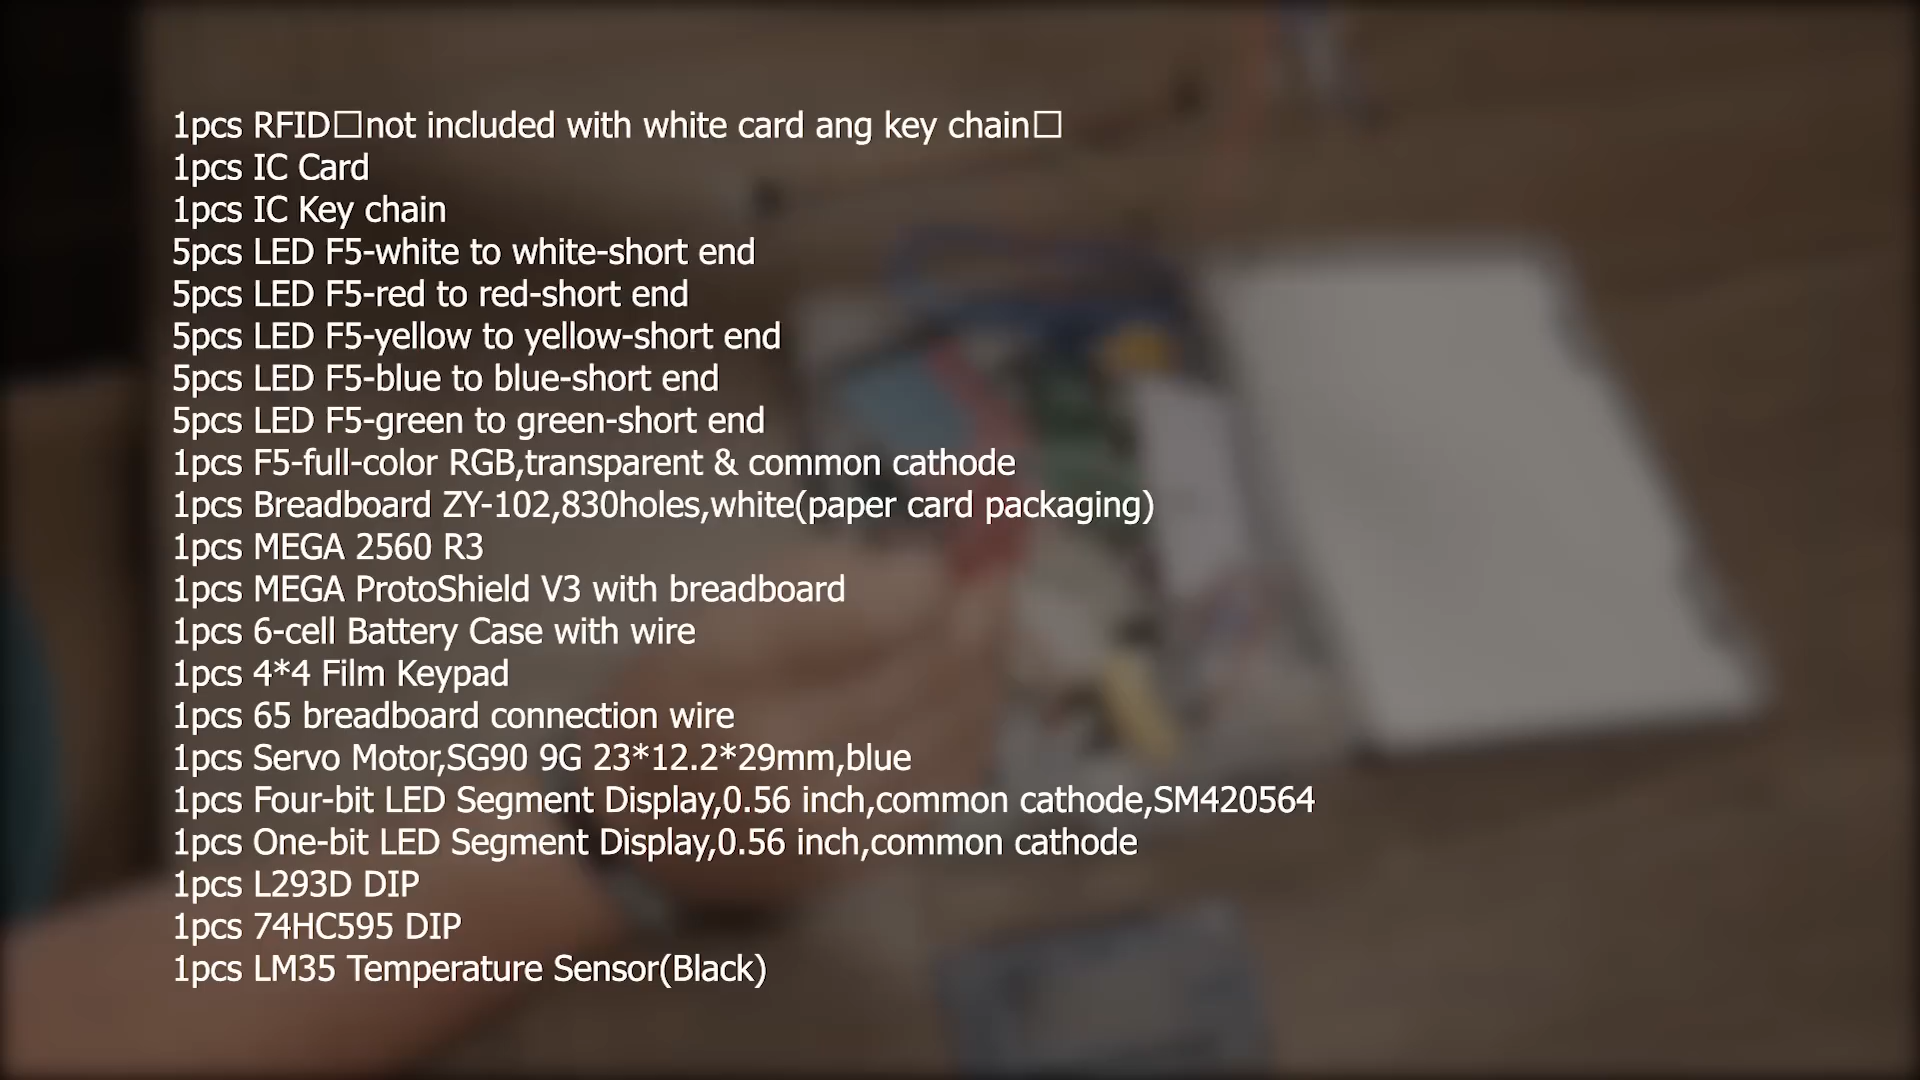 1pcs RFID□not included with white card ang key chain□
1pcs IC Card
1pcs IC Key chain
5pcs LED F5-white to white-short end
5pcs LED F5-red to red-short end
5pcs LED F5-yellow to yellow-short end
5pcs LED F5-blue to blue-short end
5pcs LED F5-green to green-short end
1pcs F5-full-color RGB,transparent & common cathode
1pcs Breadboard ZY-102,830holes,white(paper card packaging)
1pcs MEGA 2560 R3
1pcs MEGA ProtoShield V3 with breadboard
1pcs 6-cell Battery Case with wire
1pcs 4*4 Film Keypad
1pcs 65 breadboard connection wire
1pcs Servo Motor,SG90 9G 23*12.2*29mm,blue
1pcs Four-bit LED Segment Display,0.56 inch,common cathode,SM420564
1pcs One-bit LED Segment Display,0.56 inch,common cathode
1pcs L293D DIP
1pcs 74HC595 DIP
1pcs LM35 Temperature Sensor(Black)